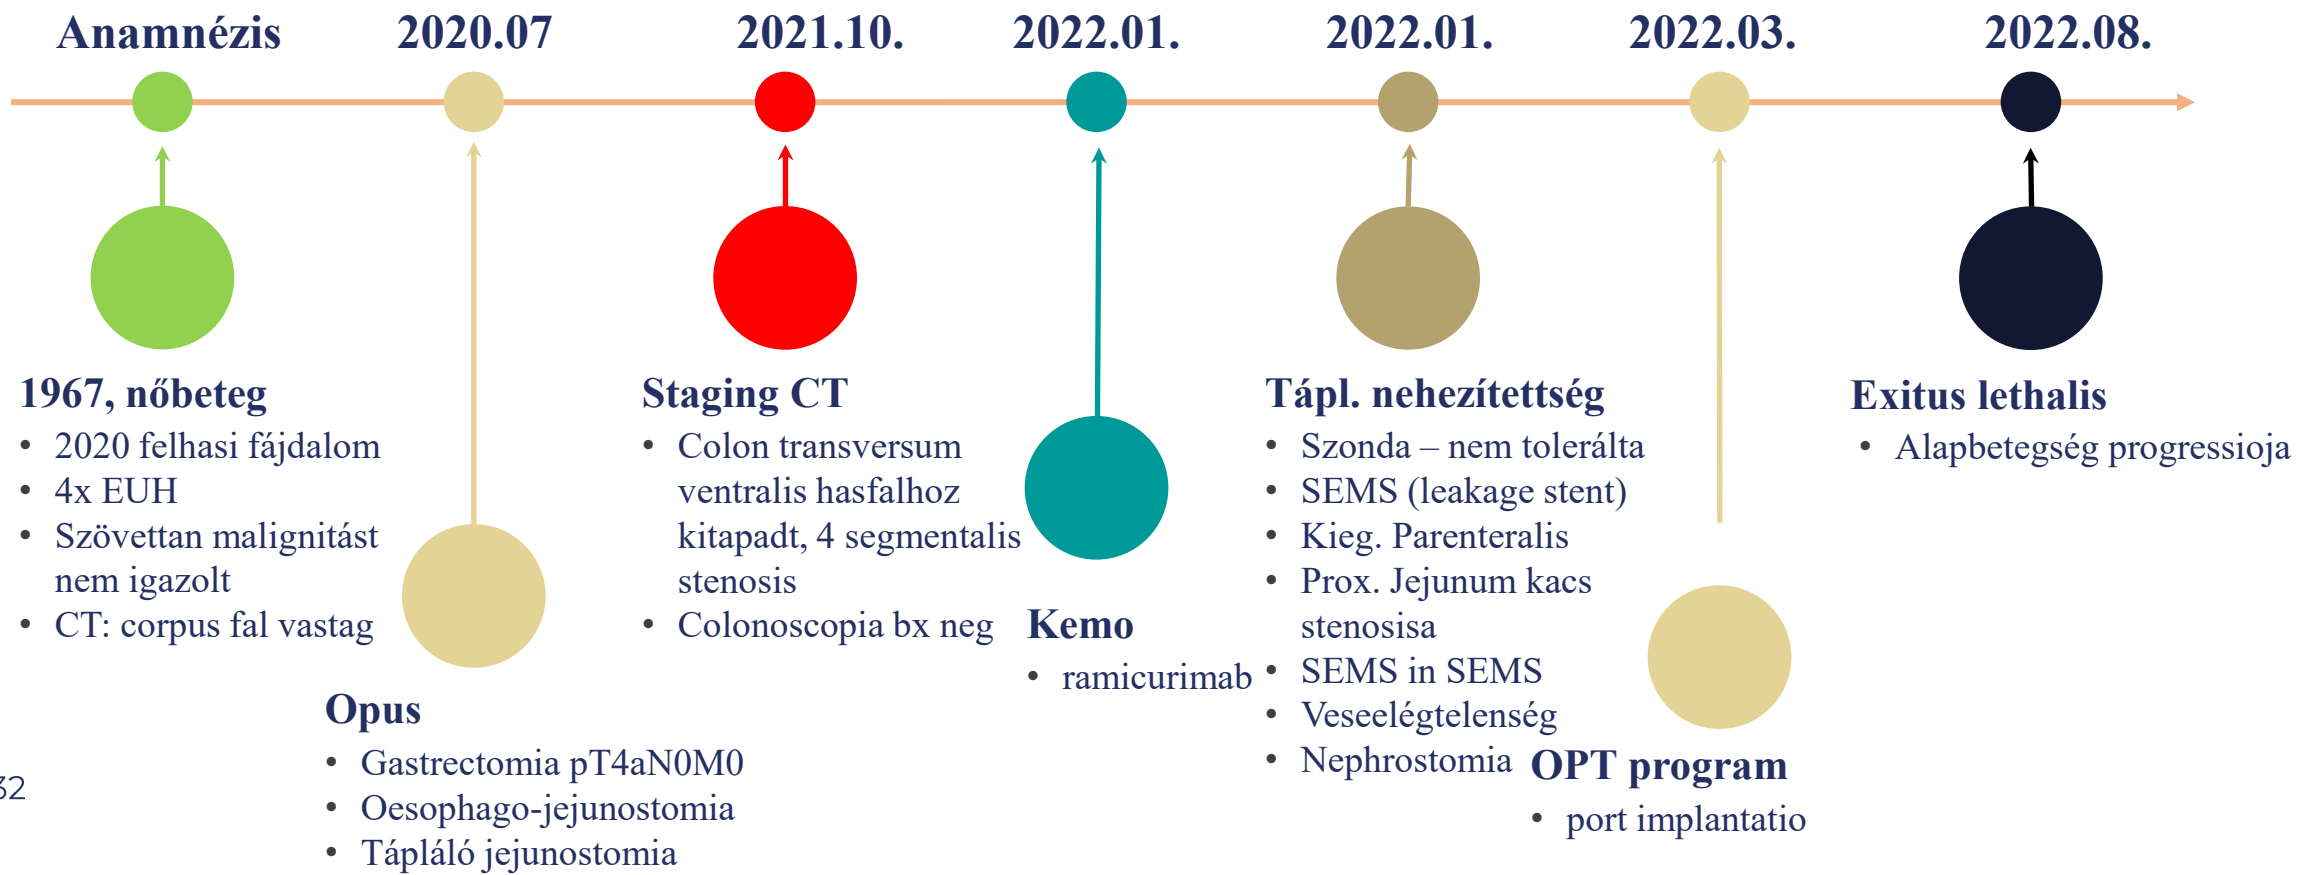 Anamnézis
2020.07
2021.10.
2022.01.
2022.01.
2022.03.
2022.08.
1967, nőbeteg
• 2020 felhasi fájdalom
• 4x EUH
• Szövettan malignitást
nem igazolt
• CT: corpus fal vastag
Opus
• Gastrectomia pT4aN0M0
• Oesophago-jejunostomia
• Tápláló jejunostomia
Staging CT
• Colon transversum
ventralis hasfalhoz
kitapadt, 4 segmentalis
stenosis
• Colonoscopia bx neg
Kemo
• ramicurimab
Tápl. nehezítettség
• Szonda – nem tolerálta
• SEMS (leakage stent)
• Kieg. Parenteralis
• Prox. Jejunum kacs
stenosisa
• SEMS in SEMS
• Veseelégtelenség
• Nephrostomia
OPT program
• port implantatio
Exitus lethalis
• Alapbetegség progressioja
32